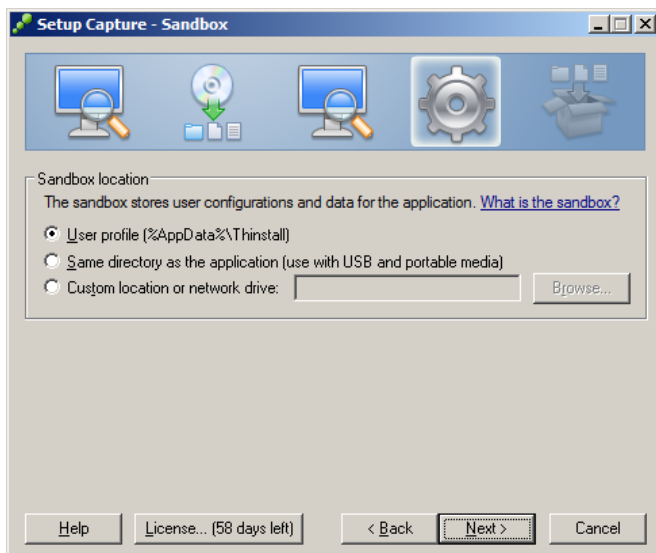 Setup Capture - Sandbox
Sandbox location
The sandbox stores user configurations and data for the application. What is the sandbox?
User profile (%AppData%\Thinstall)
Same directory as the application (use with USB and portable media)
Custom location or network drive:
Browse...
Help
License... (58 days left)
< Back
Next >
Cancel